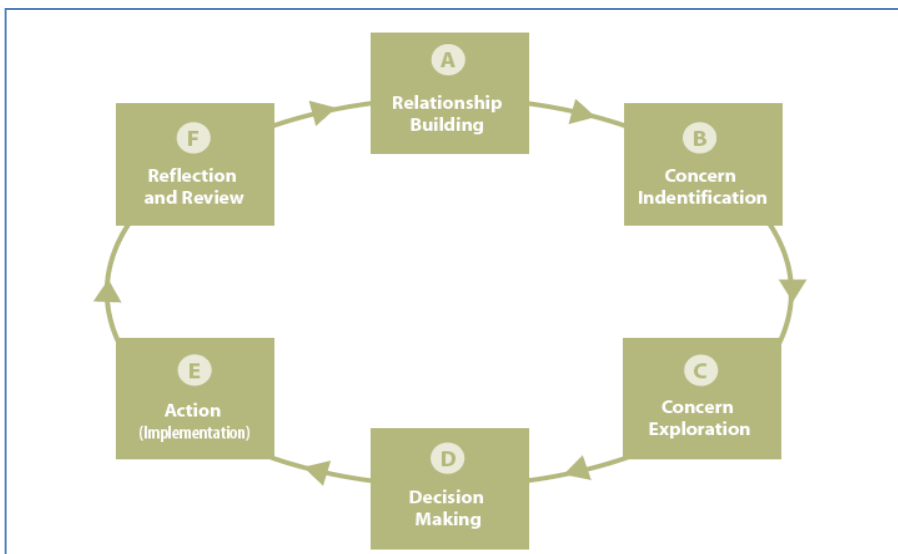 A
Relationship
Building
B
Concern
Indentification
C
Concern
Exploration
D
Decision
Making
E
Action
(Implementation)
F
Reflection
and Review